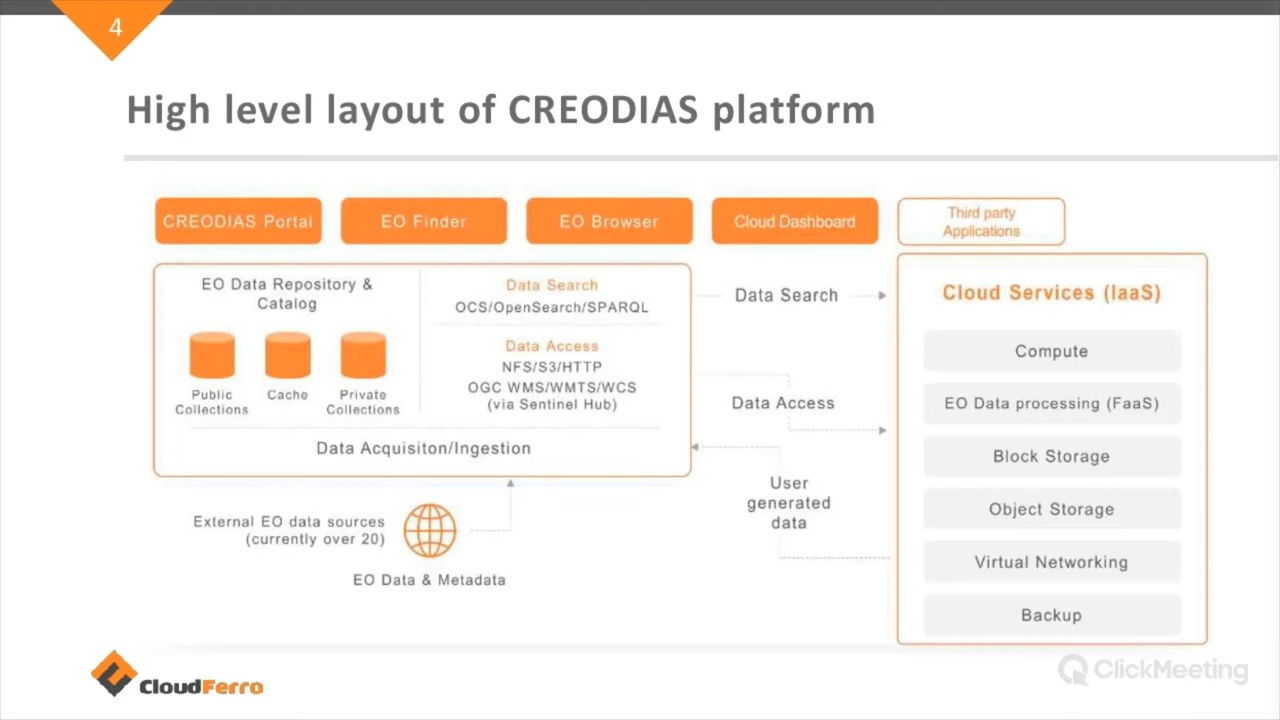 4
High level layout of CREODIAS platform
CREODIAS Portal
EO Finder
EO Browser
Cloud Dashboard
Third party
Applications
EO Data Repository &
Catalog
Public
Collections
Cache
Private
Collections
Data Search
OCS/OpenSearch/SPARQL
Data Access
NFS/S3/HTTP
OGC WMS/WMTS/WCS
(via Sentinel Hub)
Data Acquisiton/Ingestion
External EO data sources
(currently over 20)
EO Data & Metadata
Data Search
Data Access
User
generated
data
Cloud Services (IaaS)
Compute
EO Data processing (FaaS)
Block Storage
Object Storage
Virtual Networking
Backup
CloudFerro
ClickMeeting